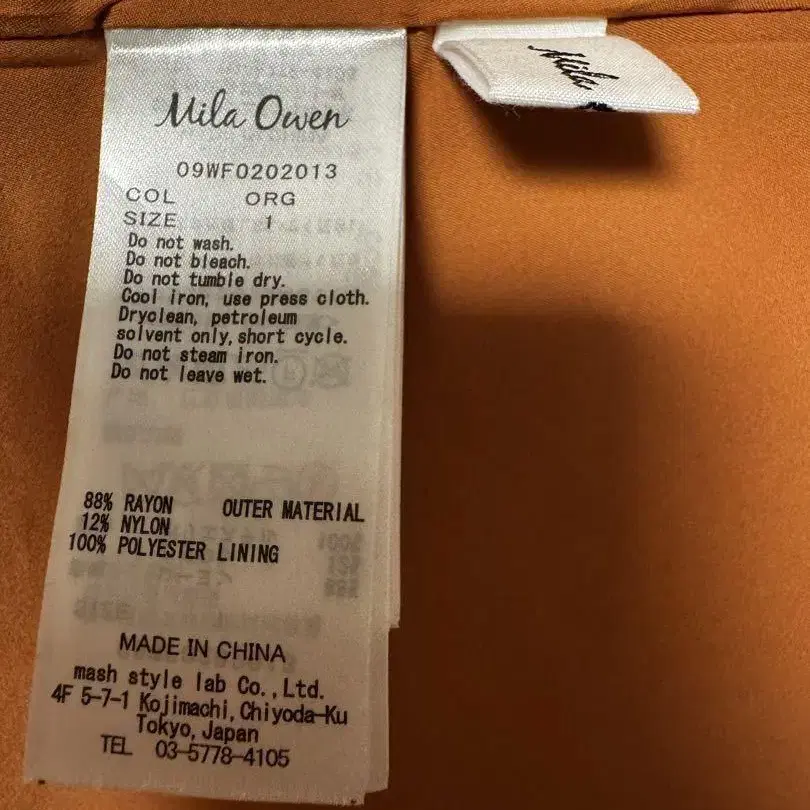 Mila Owen
Mila
09WF0202013
COL ORG
SIZE 1
Do not wash.
Do not bleach.
Do not tumble dry.
Cool iron, use press cloth.
Dryclean, petroleum
solvent only, short cycle.
Do not steam iron.
Do not leave wet.
88% RAYON OUTER MATERIAL
12% NYLON
100% POLYESTER LINING
MADE IN CHINA
mash style lab Co., Ltd.
4F 5-7-1 Kojimachi, Chiyoda-Ku
Tokyo, Japan
TEL 03-5778-4105